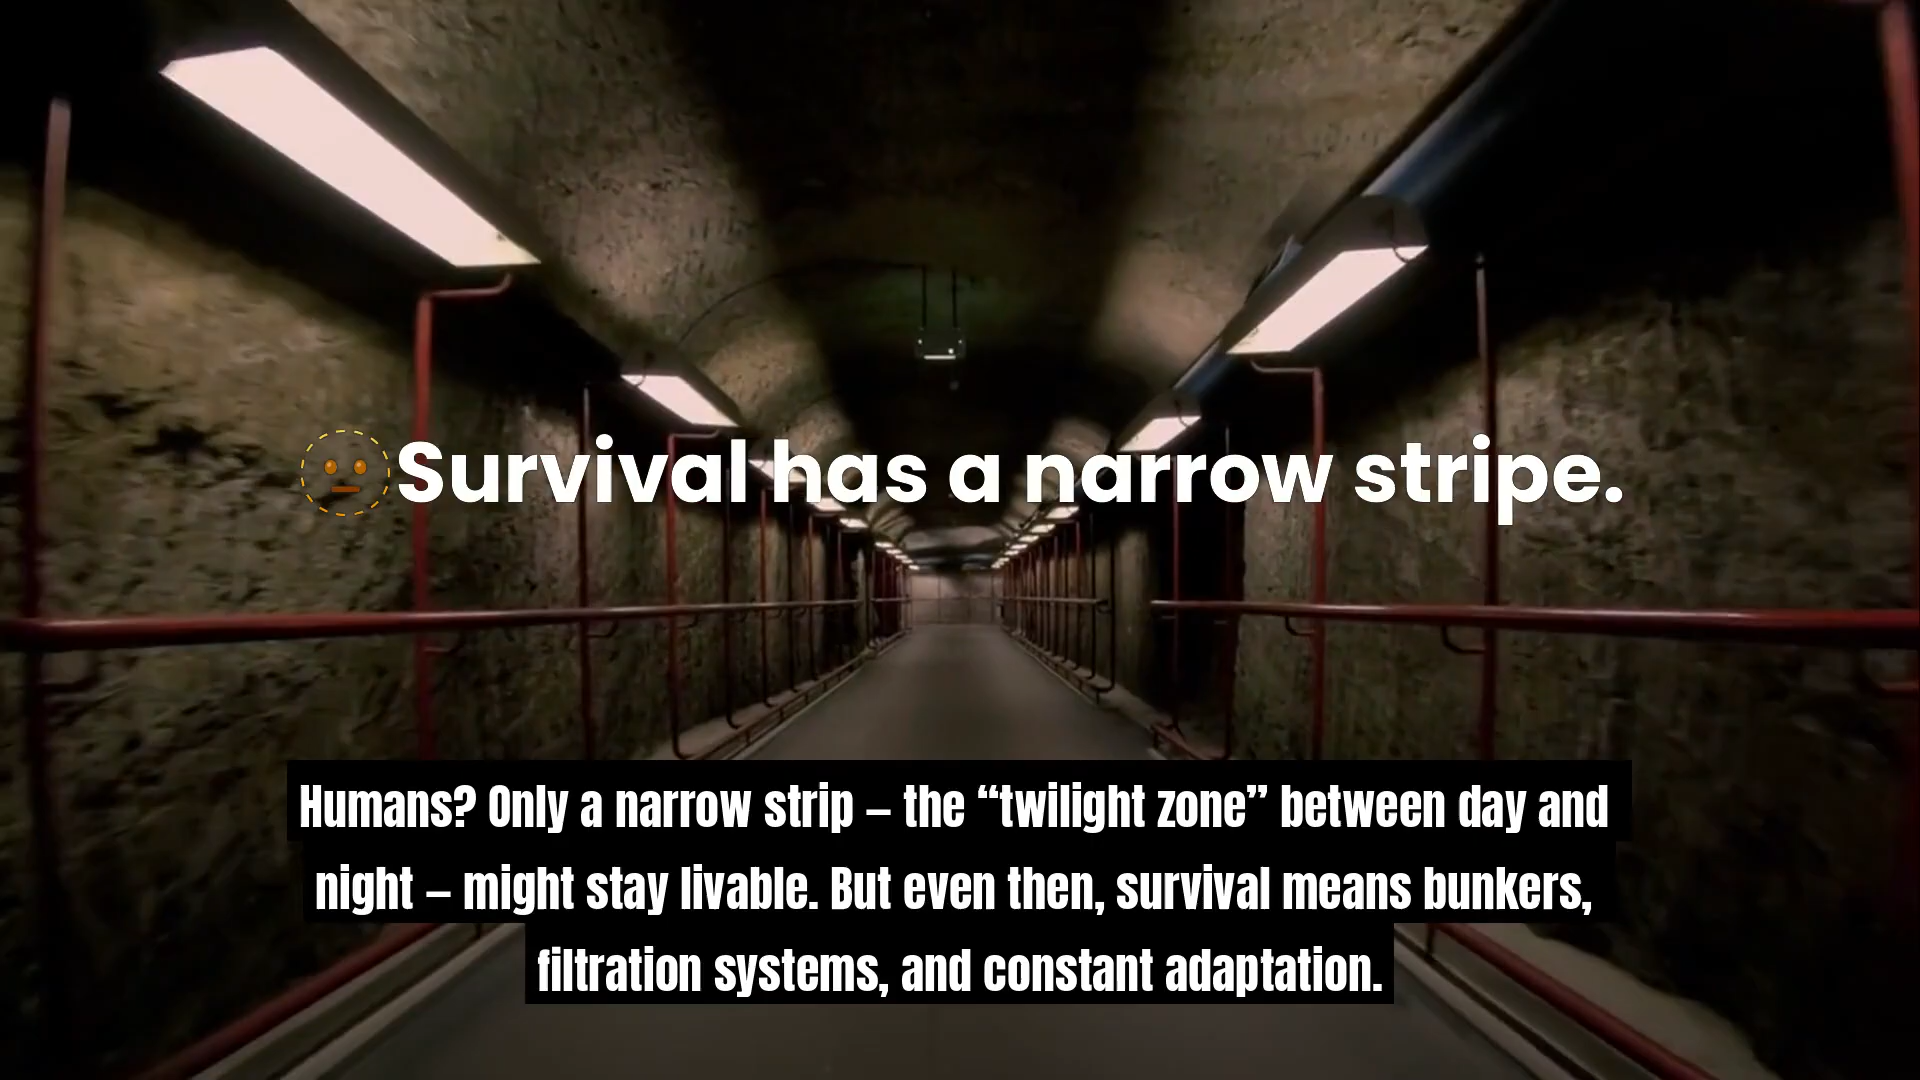 🫥Survival has a narrow stripe.
Humans? Only a narrow strip – the “twilight zone” between day and
night – might stay livable. But even then, survival means bunkers,
filtration systems, and constant adaptation.